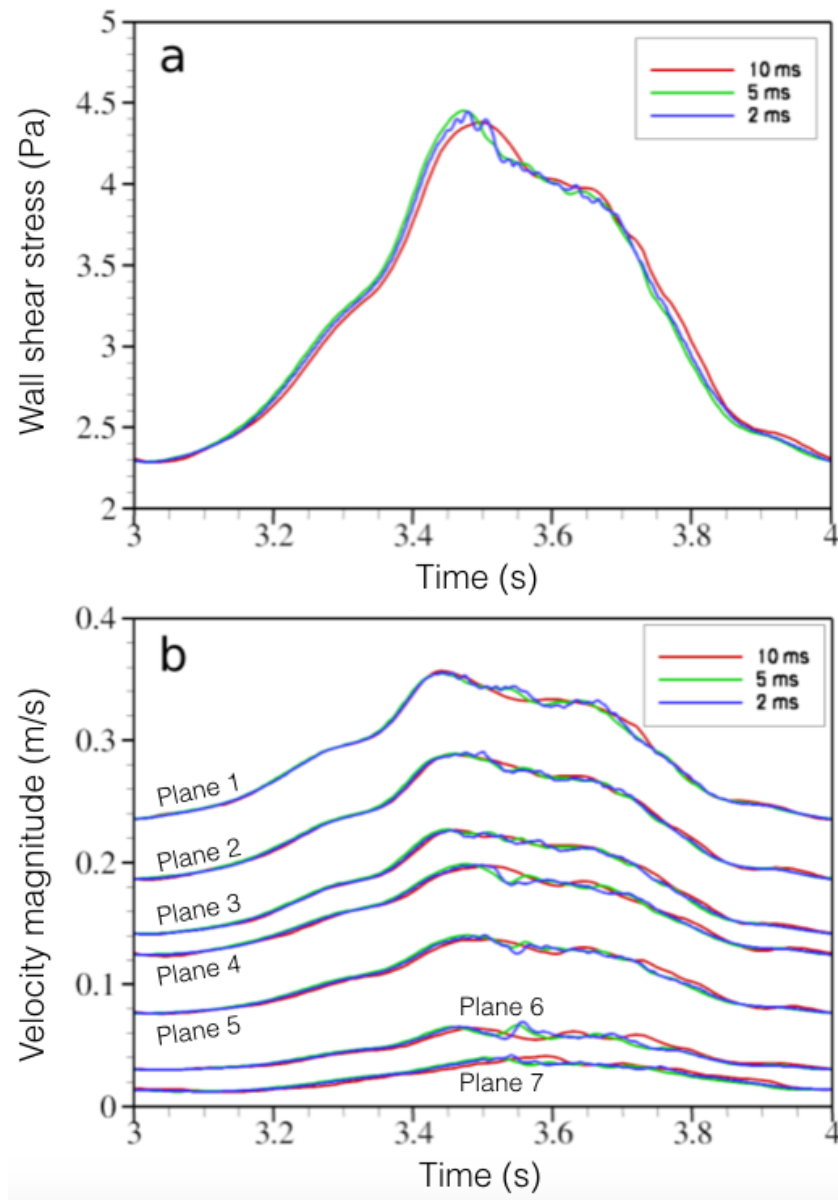 a
10 ms
5 ms
2 ms
5
4.5
4
3.5
3
2.5
2
Wall shear stress (Pa)
3 3.2 3.4 3.6 3.8 4
Time (s)
b
10 ms
5 ms
2 ms
0.4
0.3
0.2
0.1
0
Velocity magnitude (m/s)
Plane 1
Plane 2
Plane 3
Plane 4
Plane 5
Plane 6
Plane 7
3 3.2 3.4 3.6 3.8 4
Time (s)